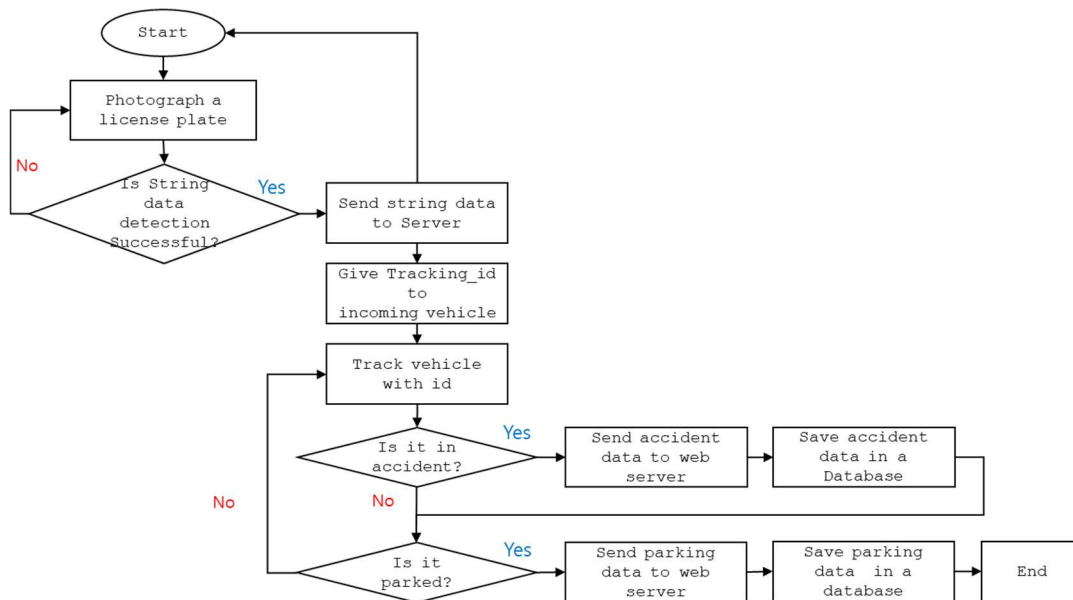 Start
Photograph a
license plate
No
Is String
data
detection
Successful?
Yes
Send string data
to Server
Give Tracking_id
to
incoming vehicle
Track vehicle
with id
Is it in
accident?
Yes
Send accident
data to web
server
Save accident
data in a
Database
No
No
Is it
parked?
Yes
Send parking
data to web
server
Save parking
data in a
database
End